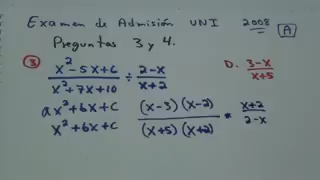 Examen de Admisión UNI 2008 A
Preguntas 3 y 4.
3 x²-5x+6 / x²+7x+10 ÷ 2-x / x+2 D. 3-x / x+5
ax²+bx+c (x-3)(x-2) / (x+5)(x+2) * x+2 / 2-x
x²+6x+c